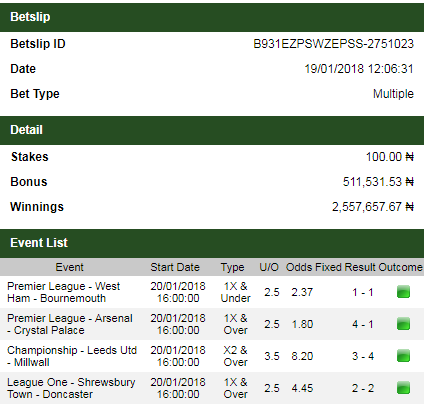 Betslip
Betslip ID B931EZPSWZEPSS-2751023
Date 19/01/2018 12:06:31
Bet Type Multiple
Detail
Stakes 100.00 ₦
Bonus 511,531.53 ₦
Winnings 2,557,657.67 ₦
Event List
Event Start Date Type U/O Odds Fixed Result Outcome
Premier League - West 20/01/2018 1X &
Ham - Bournemouth 16:00:00 Under 2.5 2.37 1 - 1
Premier League - Arsenal 20/01/2018 1X &
- Crystal Palace 16:00:00 Over 2.5 1.80 4 - 1
Championship - Leeds Utd 20/01/2018 X2 &
- Millwall 16:00:00 Over 3.5 8.20 3 - 4
League One - Shrewsbury 20/01/2018 1X &
Town - Doncaster 16:00:00 Over 2.5 4.45 2 - 2